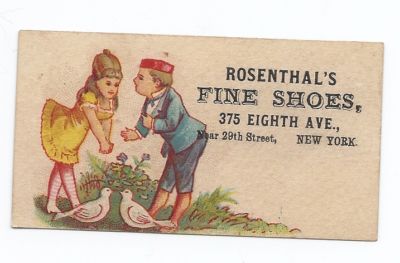 ROSENTHAL'S
FINE SHOES,
375 EIGHTH AVE.,
Near 29th Street, NEW YORK.